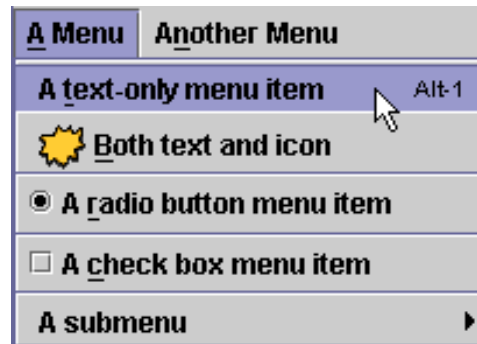 A Menu Another Menu
A text-only menu item Alt-1
Both text and icon
A radio button menu item
A check box menu item
A submenu